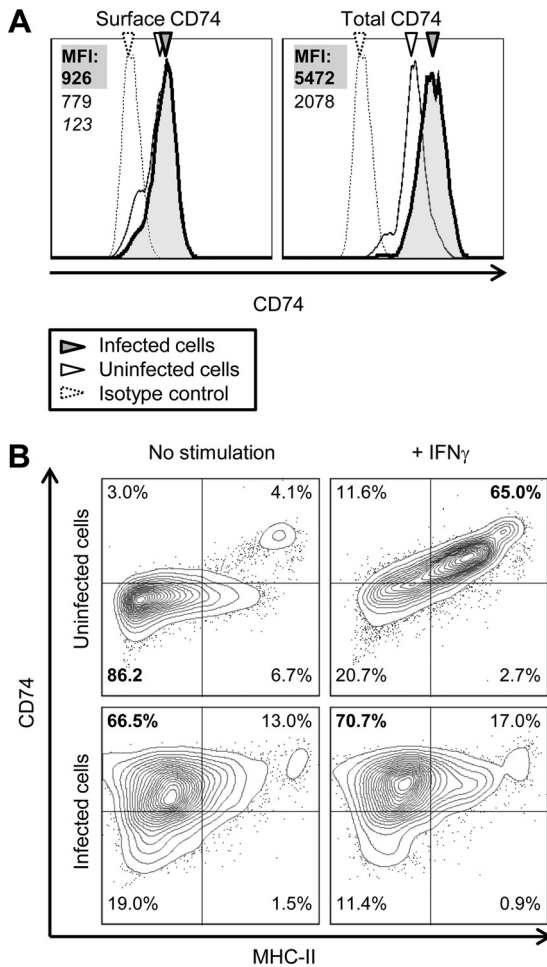 A
Surface CD74
Total CD74
MFI:
926
779
123
MFI:
5472
2078
CD74
Infected cells
Uninfected cells
Isotype control
B
No stimulation
+ IFNγ
Uninfected cells
3.0%
4.1%
11.6%
65.0%
86.2
6.7%
20.7%
2.7%
CD74
Infected cells
66.5%
13.0%
70.7%
17.0%
19.0%
1.5%
11.4%
0.9%
MHC-II